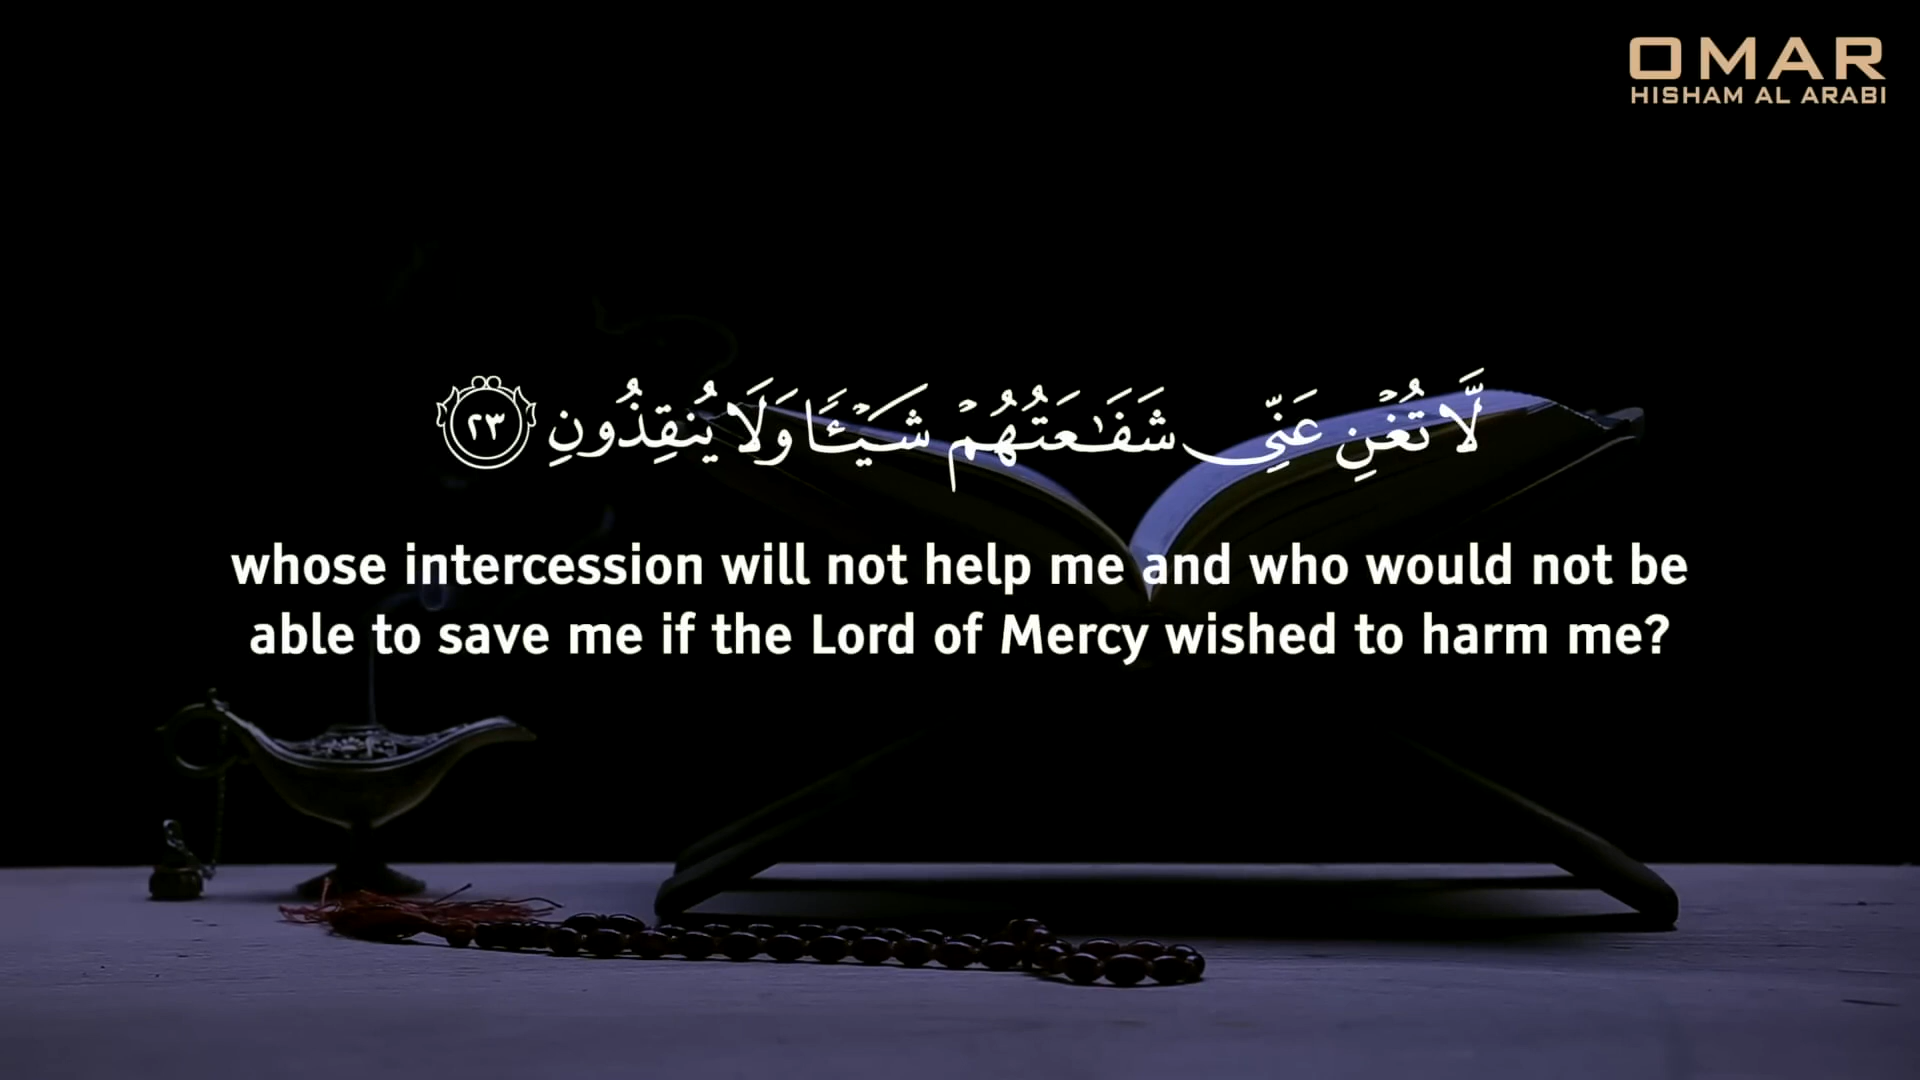 OMAR
HISHAM AL ARABI
لَّا تُغْنِ عَنِّى شَفَٰعَتُهُمْ شَيْـًٔا وَلَا يُنقِذُونِ ٢٣
whose intercession will not help me and who would not be
able to save me if the Lord of Mercy wished to harm me?